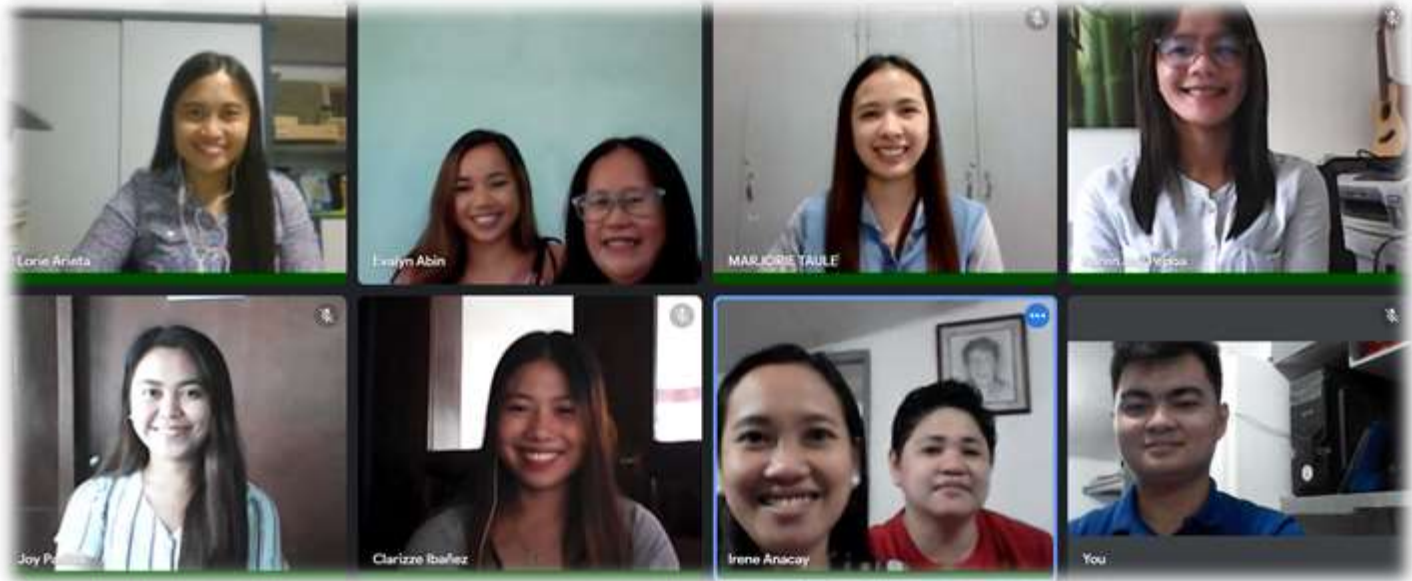 Lorie Arieta
Evalyn Abin
MARJORIE TAULE
Joy
Clarizze Ibañez
Irene Anacay
You